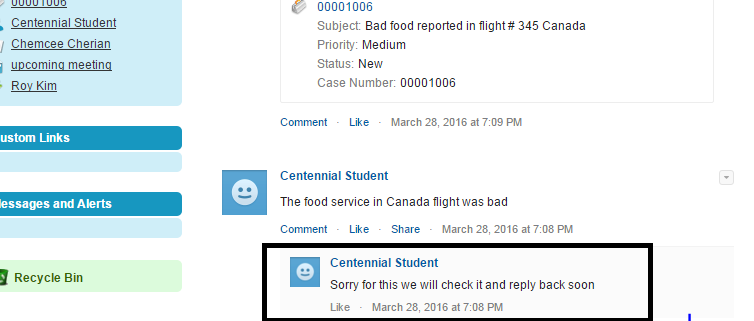 00001006
Centennial Student
Chemcee Cherian
upcoming meeting
Roy Kim
ustom Links
essages and Alerts
Recycle Bin
00001006
Subject: Bad food reported in flight # 345 Canada
Priority: Medium
Status: New
Case Number: 00001006
Comment · Like · March 28, 2016 at 7:09 PM
Centennial Student
The food service in Canada flight was bad
Comment · Like · Share · March 28, 2016 at 7:08 PM
Centennial Student
Sorry for this we will check it and reply back soon
Like · March 28, 2016 at 7:08 PM